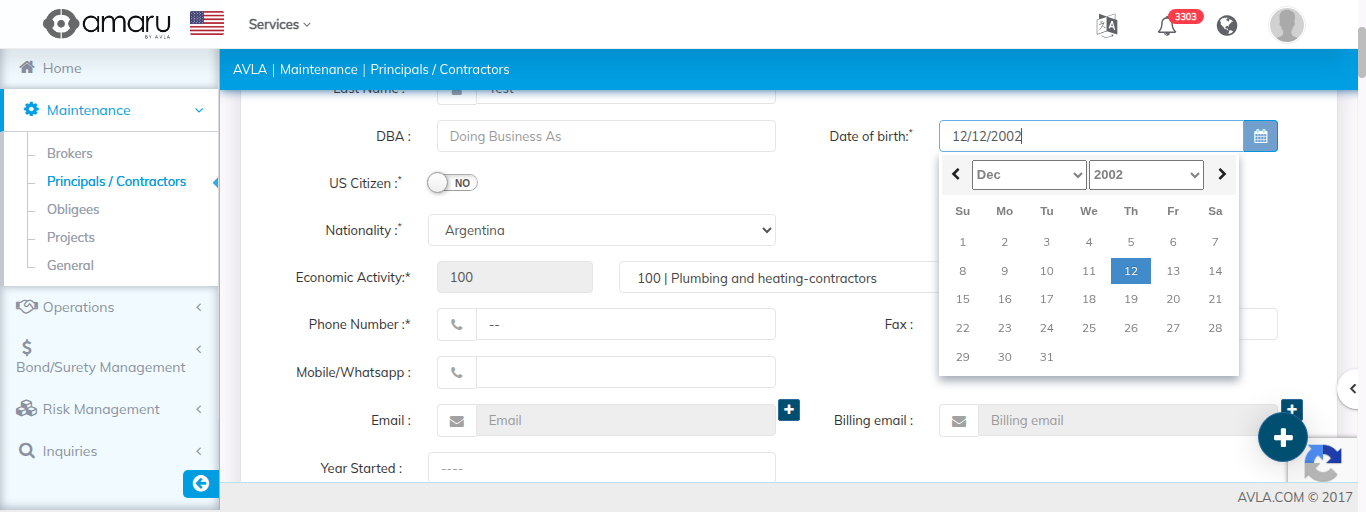 amaru
BY AVLA
Services
3303
Home
AVLA | Maintenance | Principals / Contractors
Last Name :
Test
Maintenance
DBA :
Doing Business As
Date of birth:*
12/12/2002
Brokers
Principals / Contractors
US Citizen :*
NO
Dec
2002
Obligees
Su Mo Tu We Th Fr Sa
Projects
Nationality :*
Argentina
1 2 3 4 5 6 7
General
Economic Activity:*
100
100 | Plumbing and heating-contractors
8 9 10 11 12 13 14
Operations
15 16 17 18 19 20 21
Phone Number :*
--
Fax :
22 23 24 25 26 27 28
Bond/Surety Management
29 30 31
Mobile/Whatsapp :
Risk Management
Email :
Email
Billing email :
Billing email
Inquiries
Year Started :
----
AVLA.COM © 2017